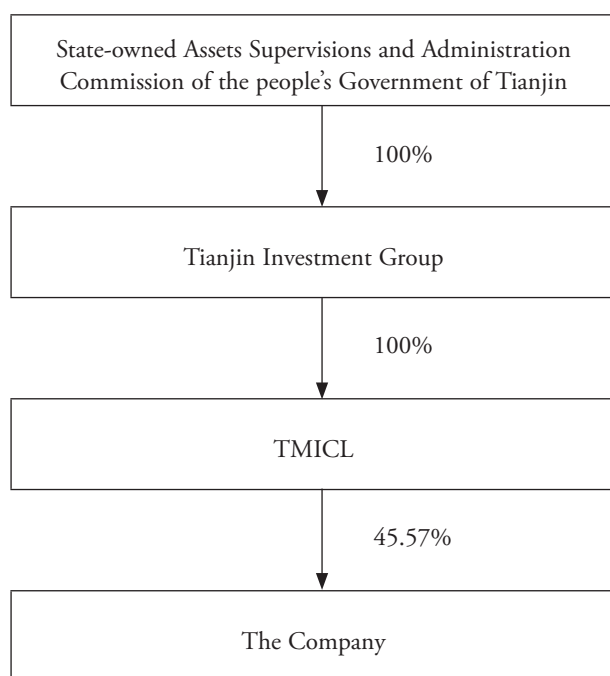 State-owned Assets Supervisions and Administration
Commission of the people’s Government of Tianjin
100%
Tianjin Investment Group
100%
TMICL
45.57%
The Company